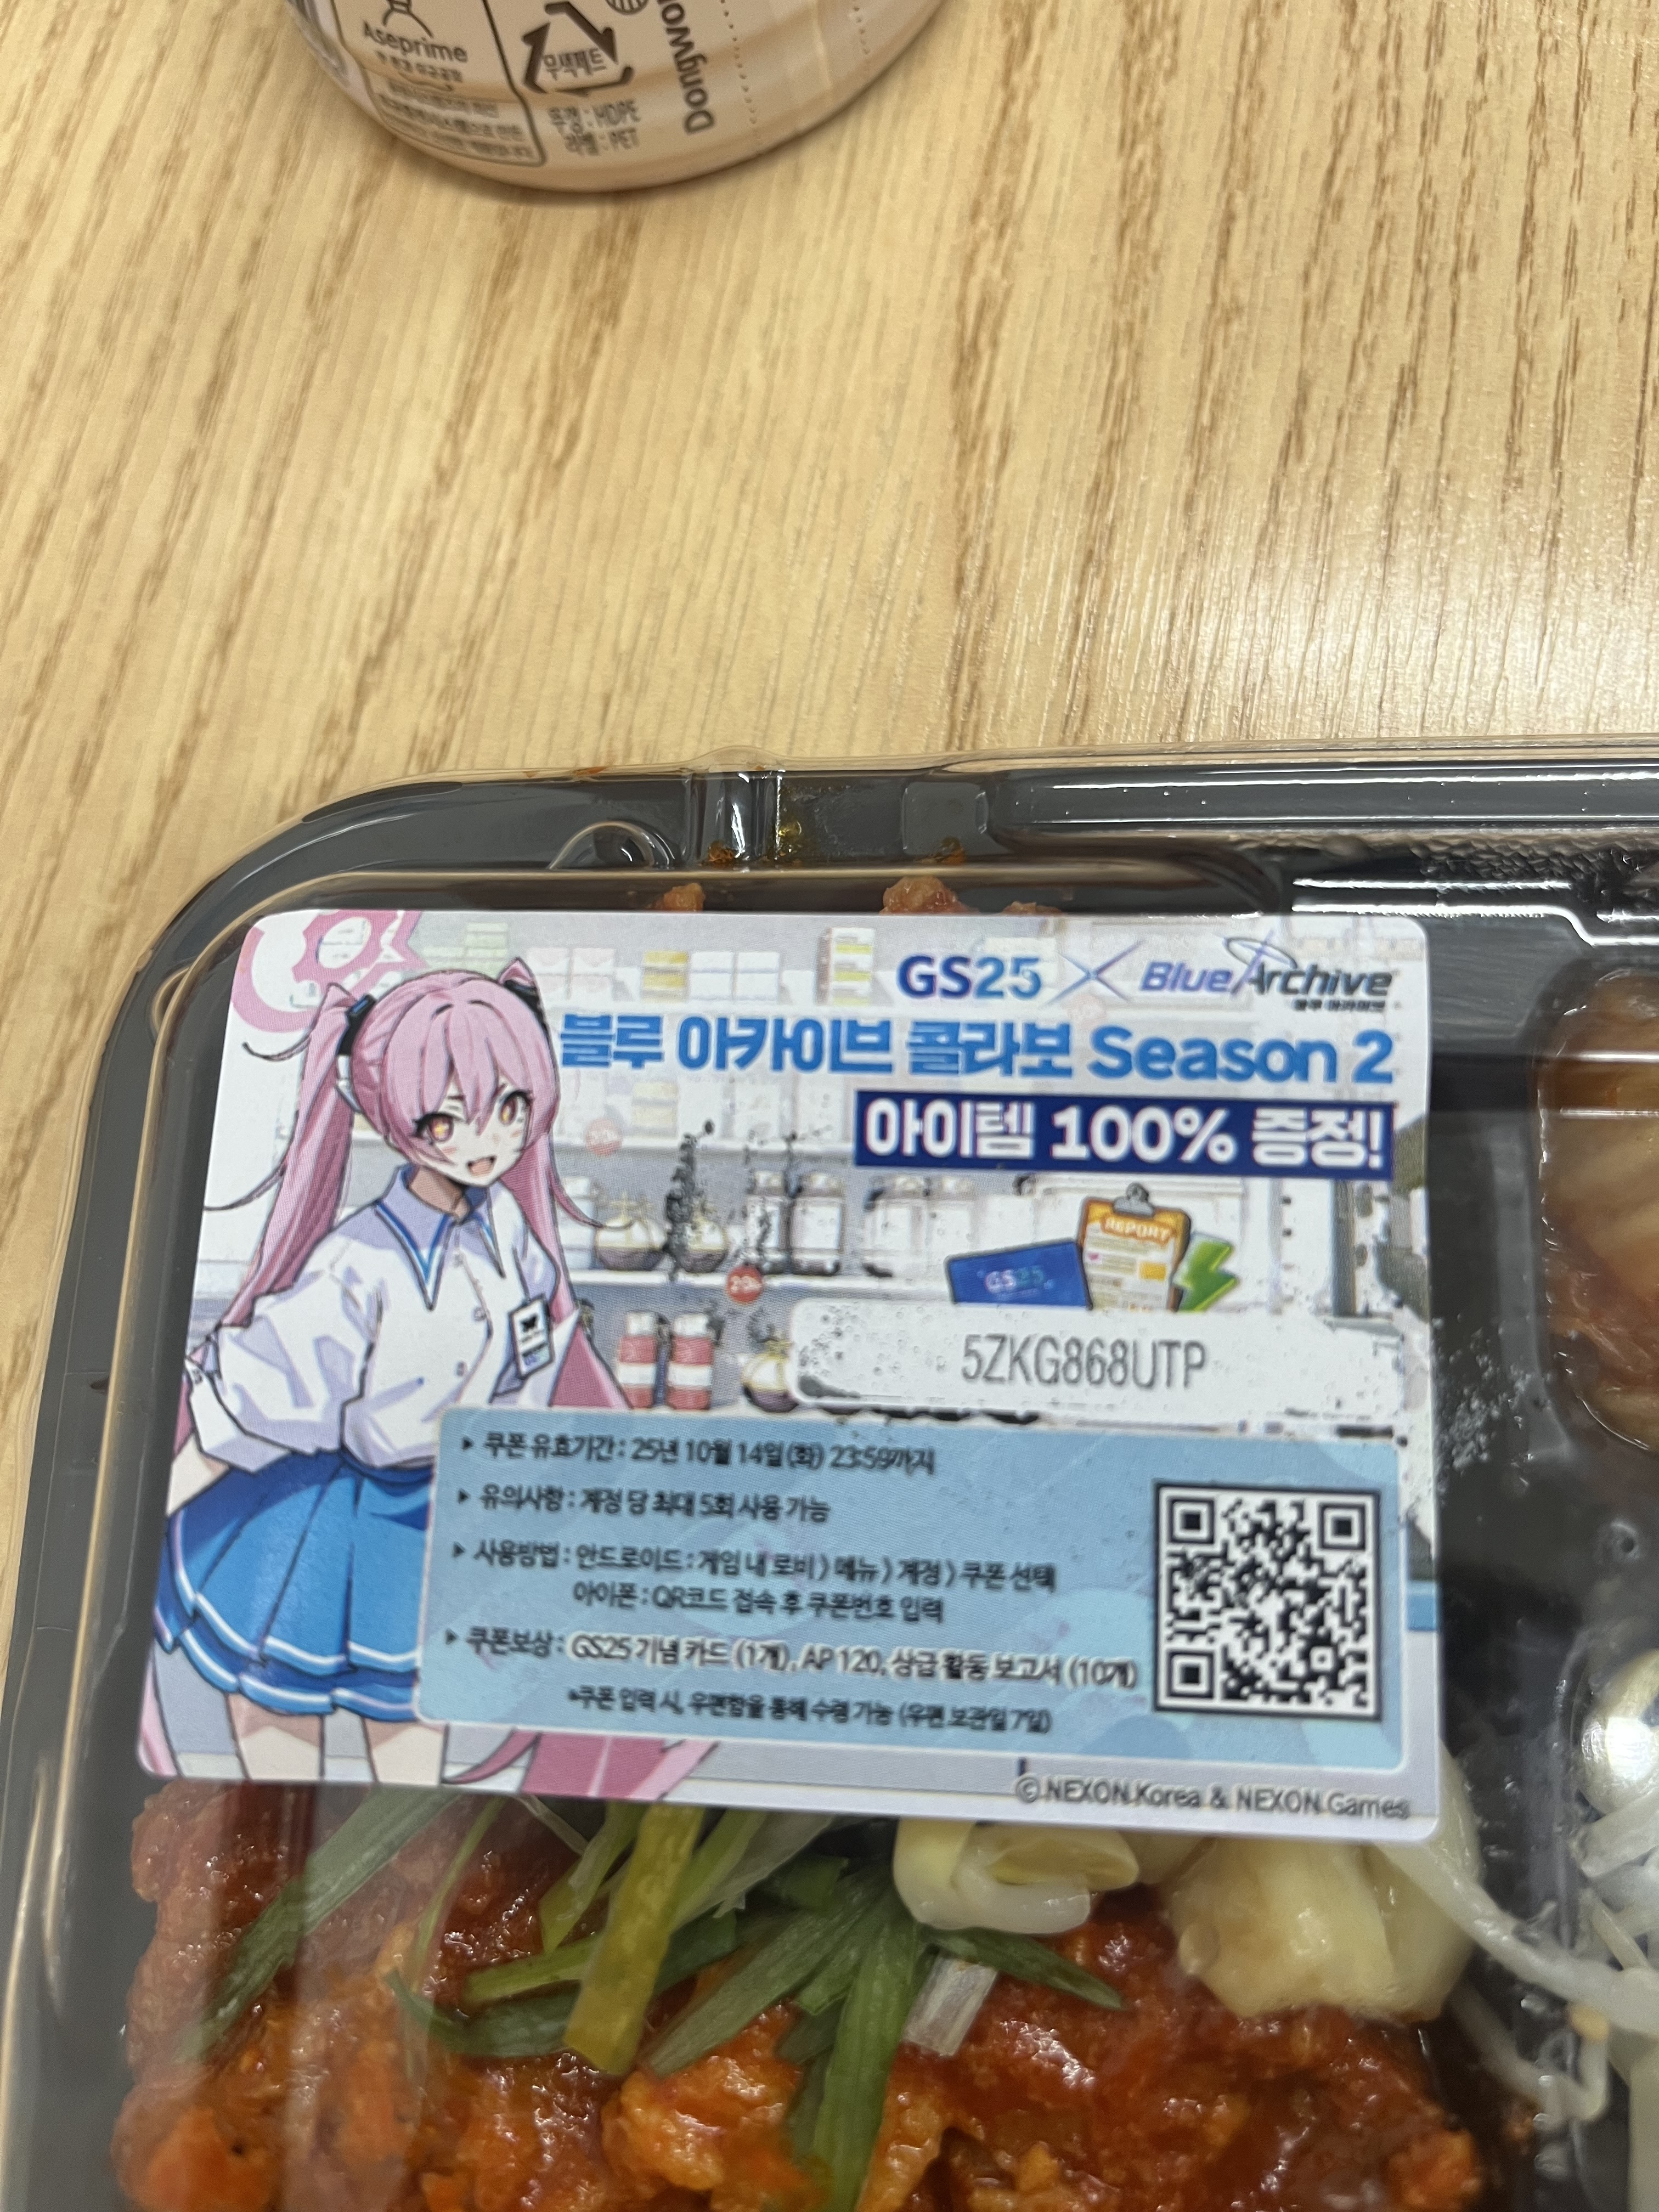 Aseprime
무색페트
뚜껑 : HDPE
라벨 : PET
Dongwon
GS25 X Blue Archive
블루 아카이브
블루 아카이브 콜라보 Season 2
아이템 100% 증정!
REPORT
GS25
5ZKG868UTP
▶ 쿠폰 유효기간 : 25년 10월 14일(화) 23:59까지
▶ 유의사항 : 계정 당 최대 5회 사용 가능
▶ 사용방법 : 안드로이드 : 게임 내 로비 > 메뉴 > 계정 > 쿠폰 선택
아이폰 : QR코드 접속 후 쿠폰번호 입력
▶ 쿠폰보상 : GS25 기념 카드 (1개), AP 120, 상급 활동 보고서 (10개)
*쿠폰 입력 시, 우편함을 통해 수령 가능 (우편 보관일 7일)
© NEXON Korea & NEXON Games